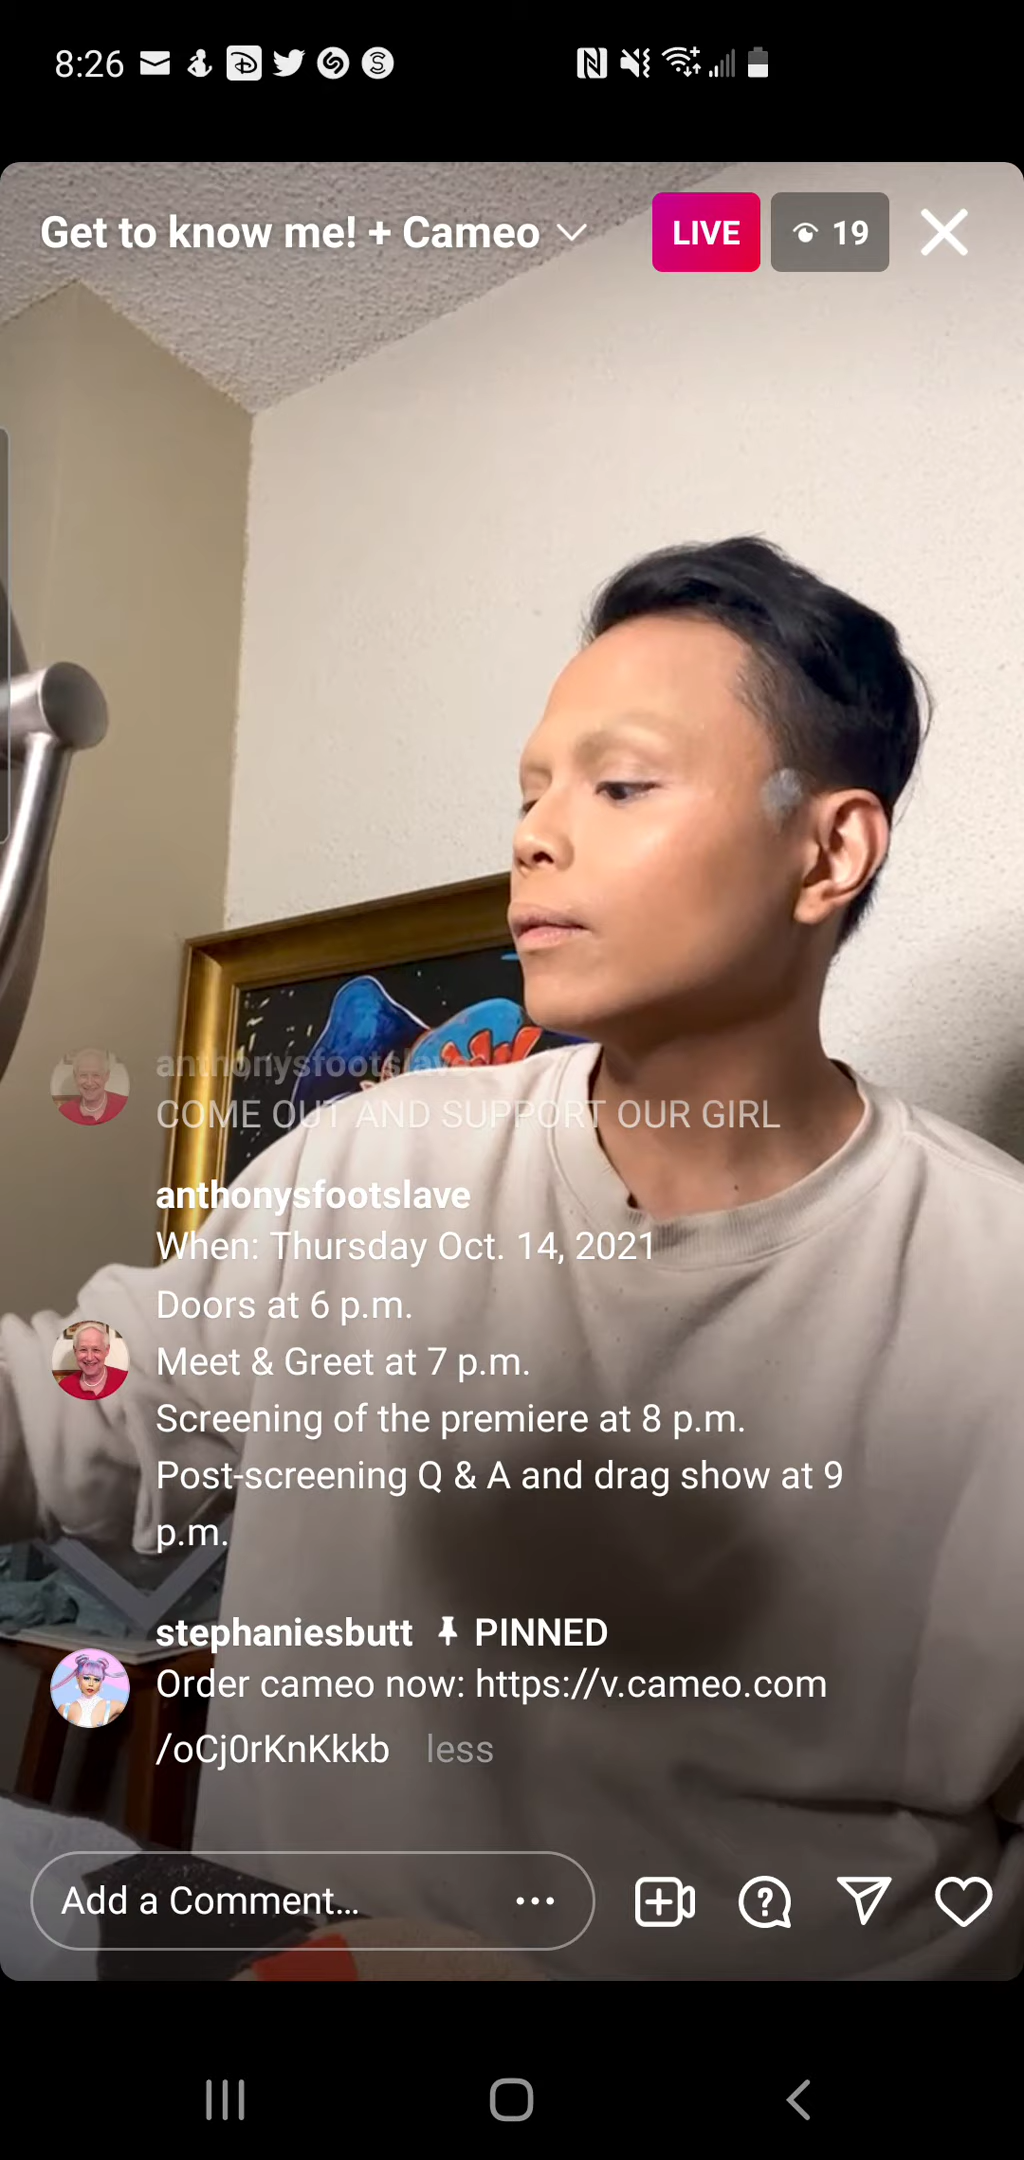 8:26
Get to know me! + Cameo
LIVE
19
anthonysfootslave
COME OUT AND SUPPORT OUR GIRL
anthonysfootslave
When: Thursday Oct. 14, 2021
Doors at 6 p.m.
Meet & Greet at 7 p.m.
Screening of the premiere at 8 p.m.
Post-screening Q & A and drag show at 9
p.m.
stephaniesbutt PINNED
Order cameo now: https://v.cameo.com
/oCj0rKnKkkb less
Add a Comment...